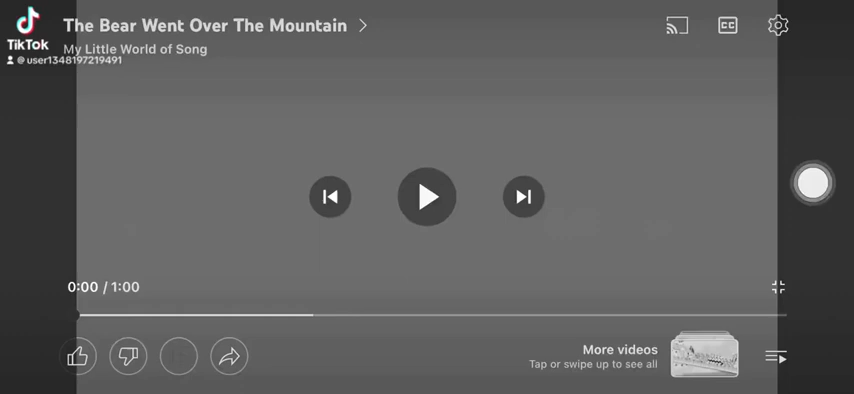 The Bear Went Over The Mountain
TikTok
My Little World of Song
@user1348197219491
CC
0:00 / 1:00
More videos
Tap or swipe up to see all